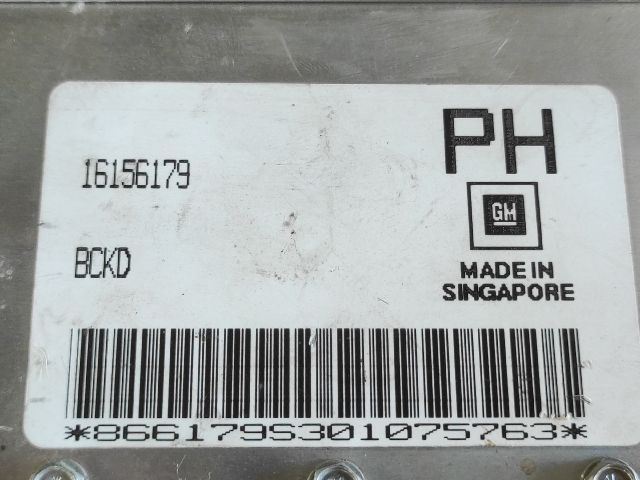 PH
16156179
GM
BCKD
MADE IN
SINGAPORE
*866179S301075763*